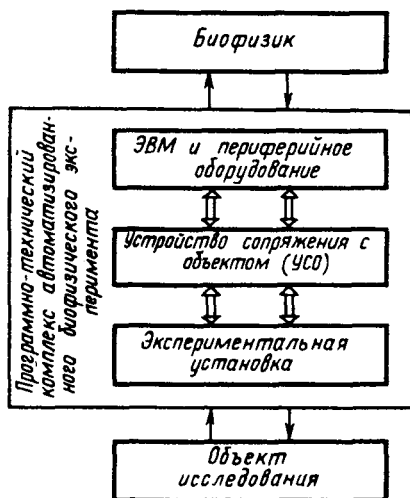 Биофизик
Программно-технический
комплекс автоматизирован-
ного биофизического экс-
перимента
ЭВМ и периферийное
оборудование
Устройство сопряжения с
объектом (УСО)
Экспериментальная
установка
Объект
исследования